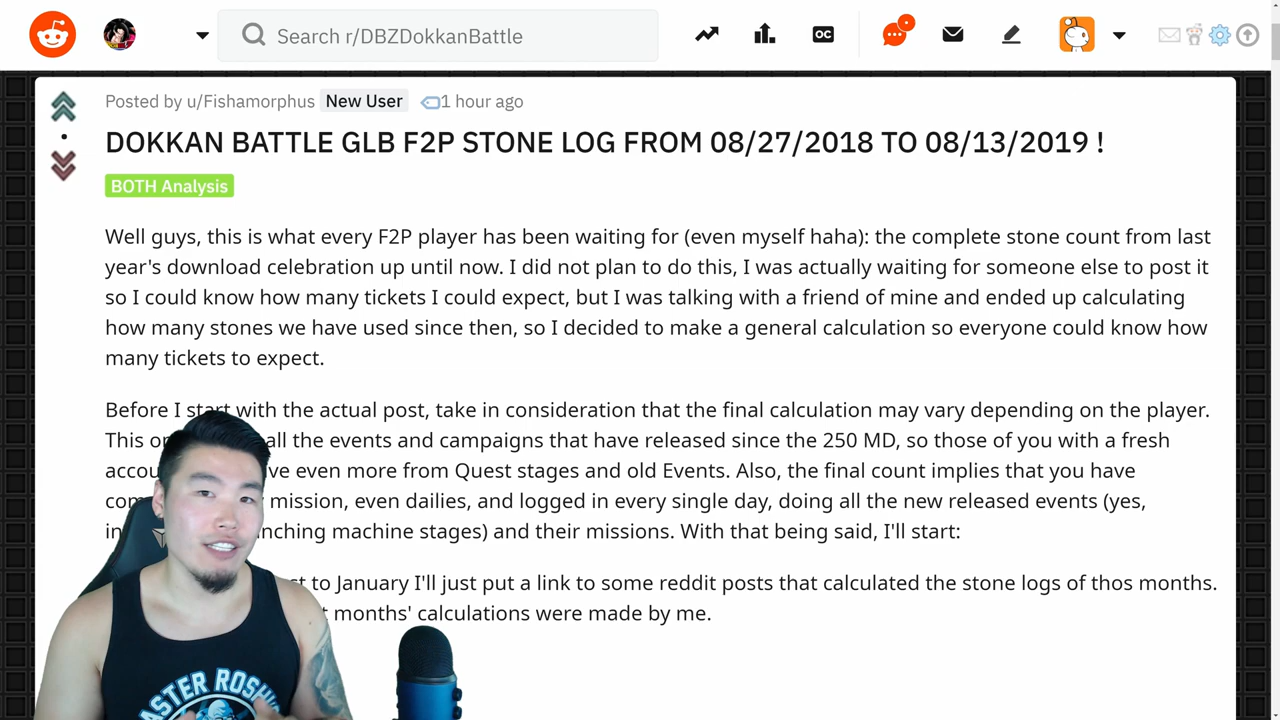 Search r/DBZDokkanBattle
OC
Posted by u/Fishamorphus New User 1 hour ago
DOKKAN BATTLE GLB F2P STONE LOG FROM 08/27/2018 TO 08/13/2019 !
BOTH Analysis
Well guys, this is what every F2P player has been waiting for (even myself haha): the complete stone count from last
year's download celebration up until now. I did not plan to do this, I was actually waiting for someone else to post it
so I could know how many tickets I could expect, but I was talking with a friend of mine and ended up calculating
how many stones we have used since then, so I decided to make a general calculation so everyone could know how
many tickets to expect.
Before I start with the actual post, take in consideration that the final calculation may vary depending on the player.
This all the events and campaigns that have released since the 250 MD, so those of you with a fresh
even more from Quest stages and old Events. Also, the final count implies that you have
mission, even dailies, and logged in every single day, doing all the new released events (yes,
stages) and their missions. With that being said, I'll start:
to January I'll just put a link to some reddit posts that calculated the stone logs of thos months.
months' calculations were made by me.